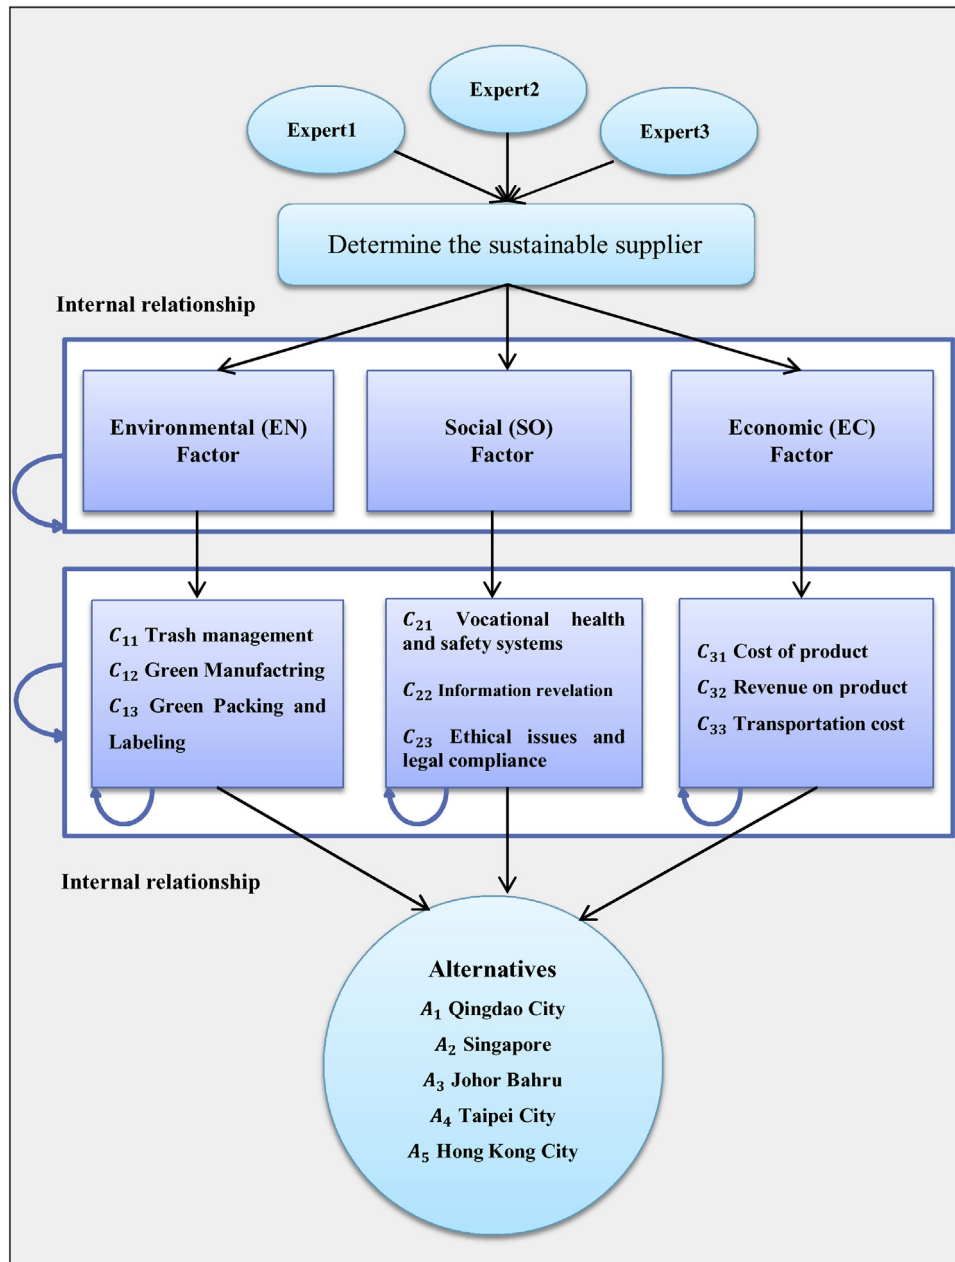 Expert1
Expert2
Expert3
Determine the sustainable supplier
Internal relationship
Environmental (EN)
Factor
Social (SO)
Factor
Economic (EC)
Factor
C₁₁ Trash management
C₁₂ Green Manufactring
C₁₃ Green Packing and
Labeling
C₂₁ Vocational health
and safety systems
C₂₂ Information revelation
C₂₃ Ethical issues and
legal compliance
C₃₁ Cost of product
C₃₂ Revenue on product
C₃₃ Transportation cost
Internal relationship
Alternatives
A₁ Qingdao City
A₂ Singapore
A₃ Johor Bahru
A₄ Taipei City
A₅ Hong Kong City